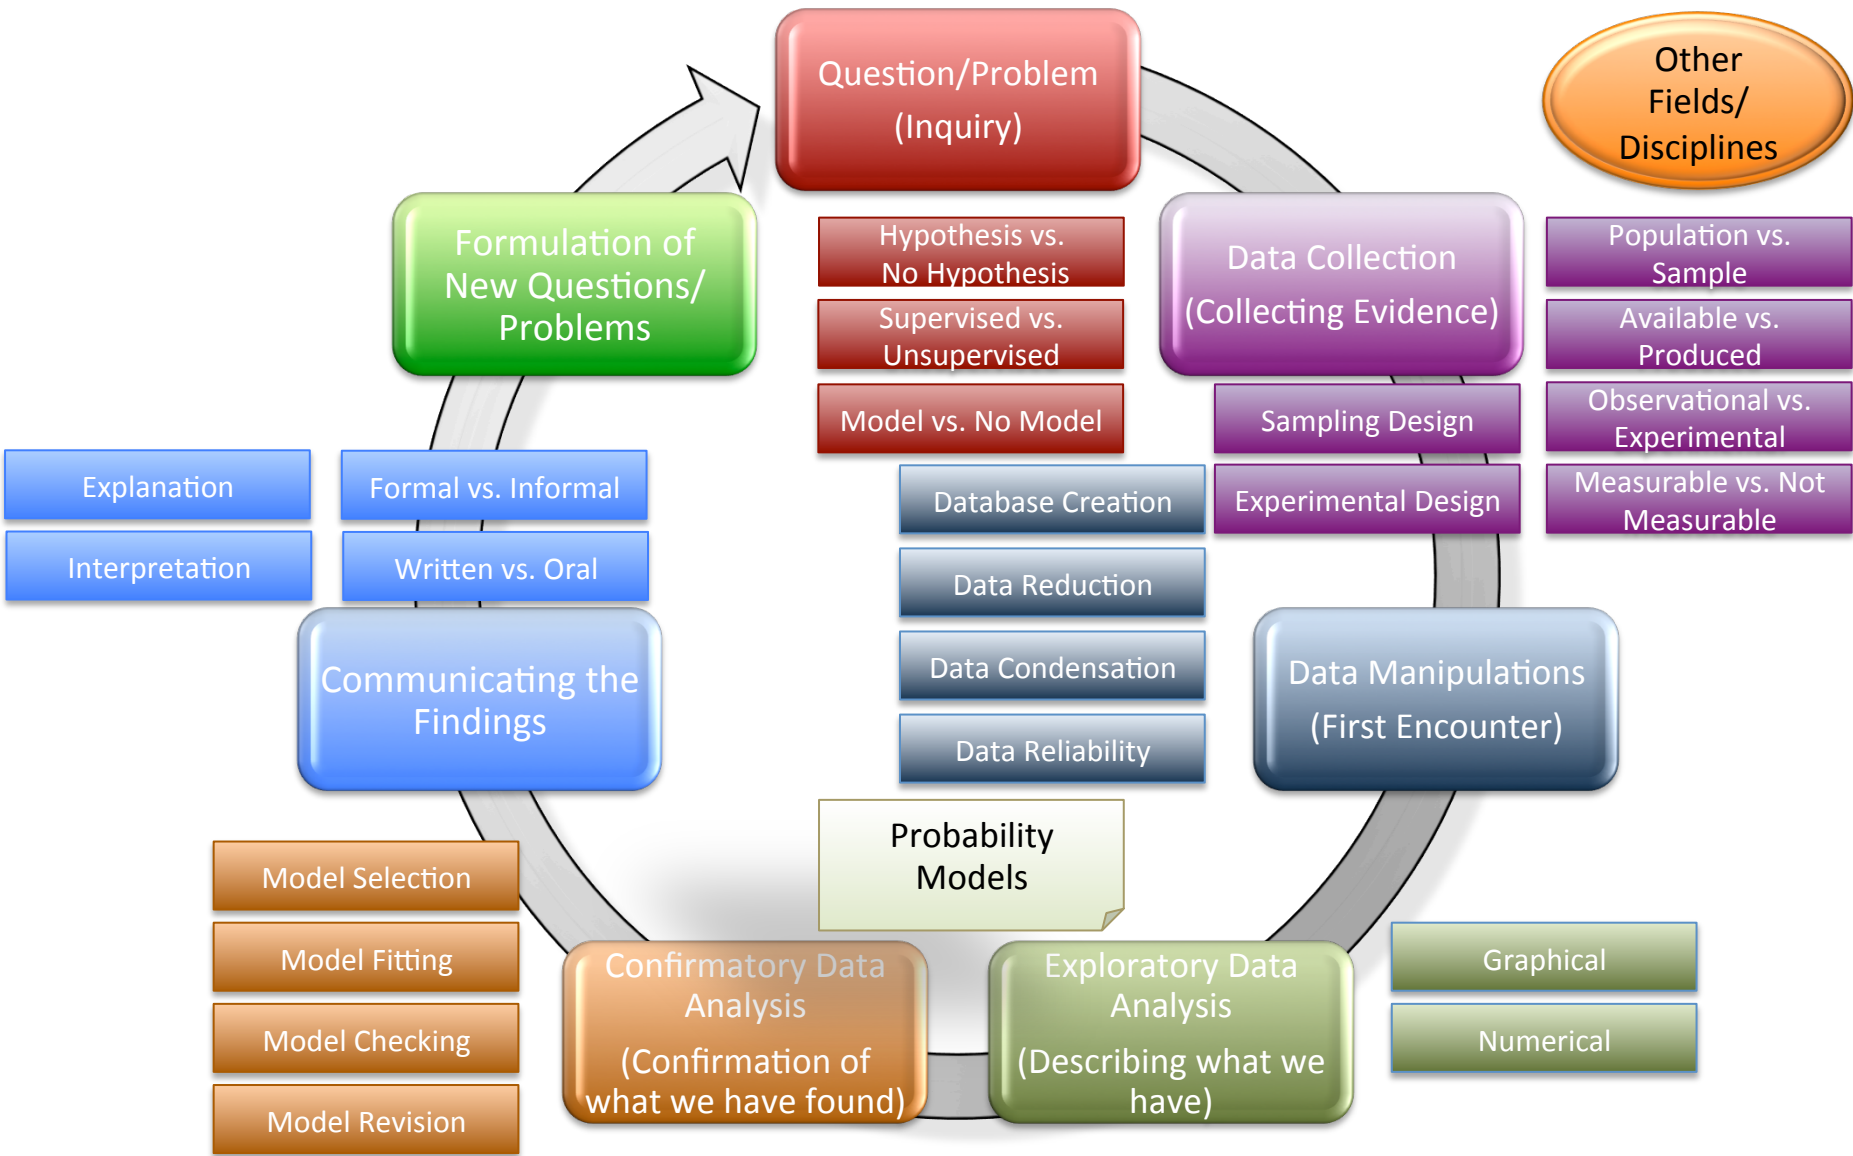 Question/Problem
(Inquiry)
Other
Fields/
Disciplines
Formulation of
New Questions/
Problems
Hypothesis vs.
No Hypothesis
Supervised vs.
Unsupervised
Model vs. No Model
Data Collection
(Collecting Evidence)
Population vs.
Sample
Available vs.
Produced
Observational vs.
Experimental
Measurable vs. Not
Measurable
Sampling Design
Experimental Design
Explanation
Formal vs. Informal
Interpretation
Written vs. Oral
Database Creation
Data Reduction
Data Condensation
Data Reliability
Communicating the
Findings
Data Manipulations
(First Encounter)
Probability
Models
Model Selection
Model Fitting
Model Checking
Model Revision
Confirmatory Data
Analysis
(Confirmation of
what we have found)
Exploratory Data
Analysis
(Describing what we
have)
Graphical
Numerical